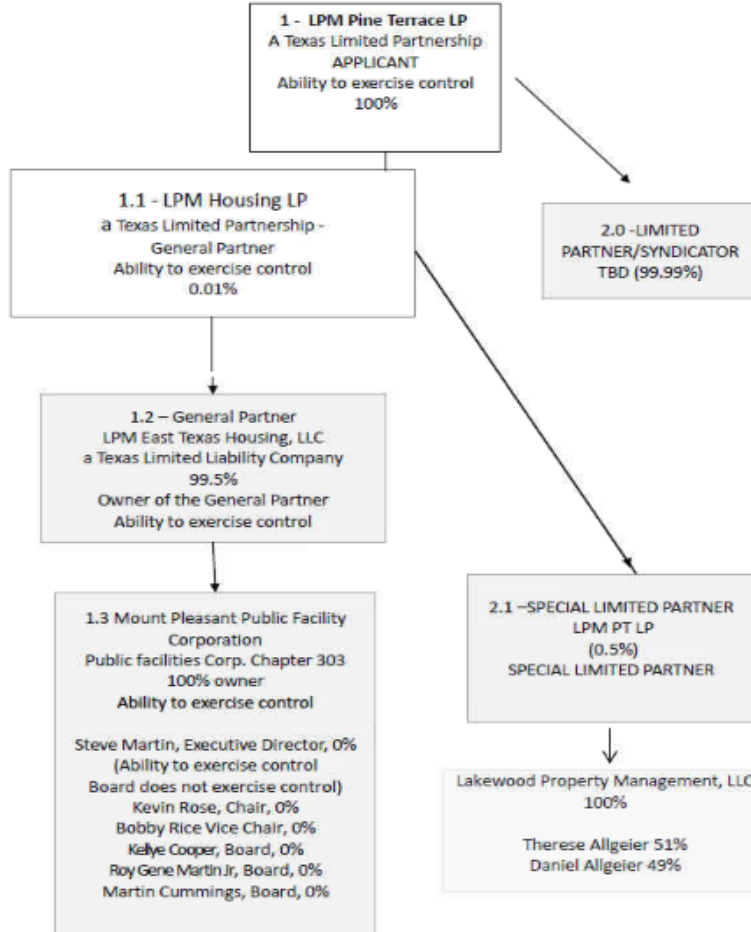 1 - LPM Pine Terrace LP
A Texas Limited Partnership
APPLICANT
Ability to exercise control
100%
1.1 - LPM Housing LP
a Texas Limited Partnership -
General Partner
Ability to exercise control
0.01%
2.0 -LIMITED
PARTNER/SYNDICATOR
TBD (99.99%)
1.2 – General Partner
LPM East Texas Housing, LLC
a Texas Limited Liability Company
99.5%
Owner of the General Partner
Ability to exercise control
1.3 Mount Pleasant Public Facility
Corporation
Public facilities Corp. Chapter 303
100% owner
Ability to exercise control
Steve Martin, Executive Director, 0%
(Ability to exercise control
Board does not exercise control)
Kevin Rose, Chair, 0%
Bobby Rice Vice Chair, 0%
Kellye Cooper, Board, 0%
Roy Gene Martin Jr, Board, 0%
Martin Cummings, Board, 0%
2.1 –SPECIAL LIMITED PARTNER
LPM PT LP
(0.5%)
SPECIAL LIMITED PARTNER
Lakewood Property Management, LLC
100%
Therese Allgeier 51%
Daniel Allgeier 49%